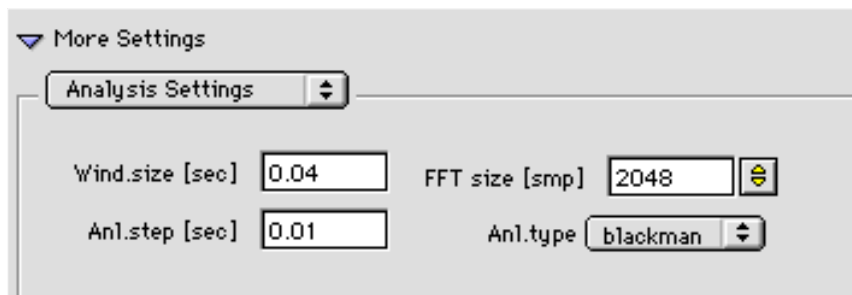 More Settings
Analysis Settings
Wind.size [sec] 0.04 FFT size [smp] 2048
Anl.step [sec] 0.01 Anl.type blackman